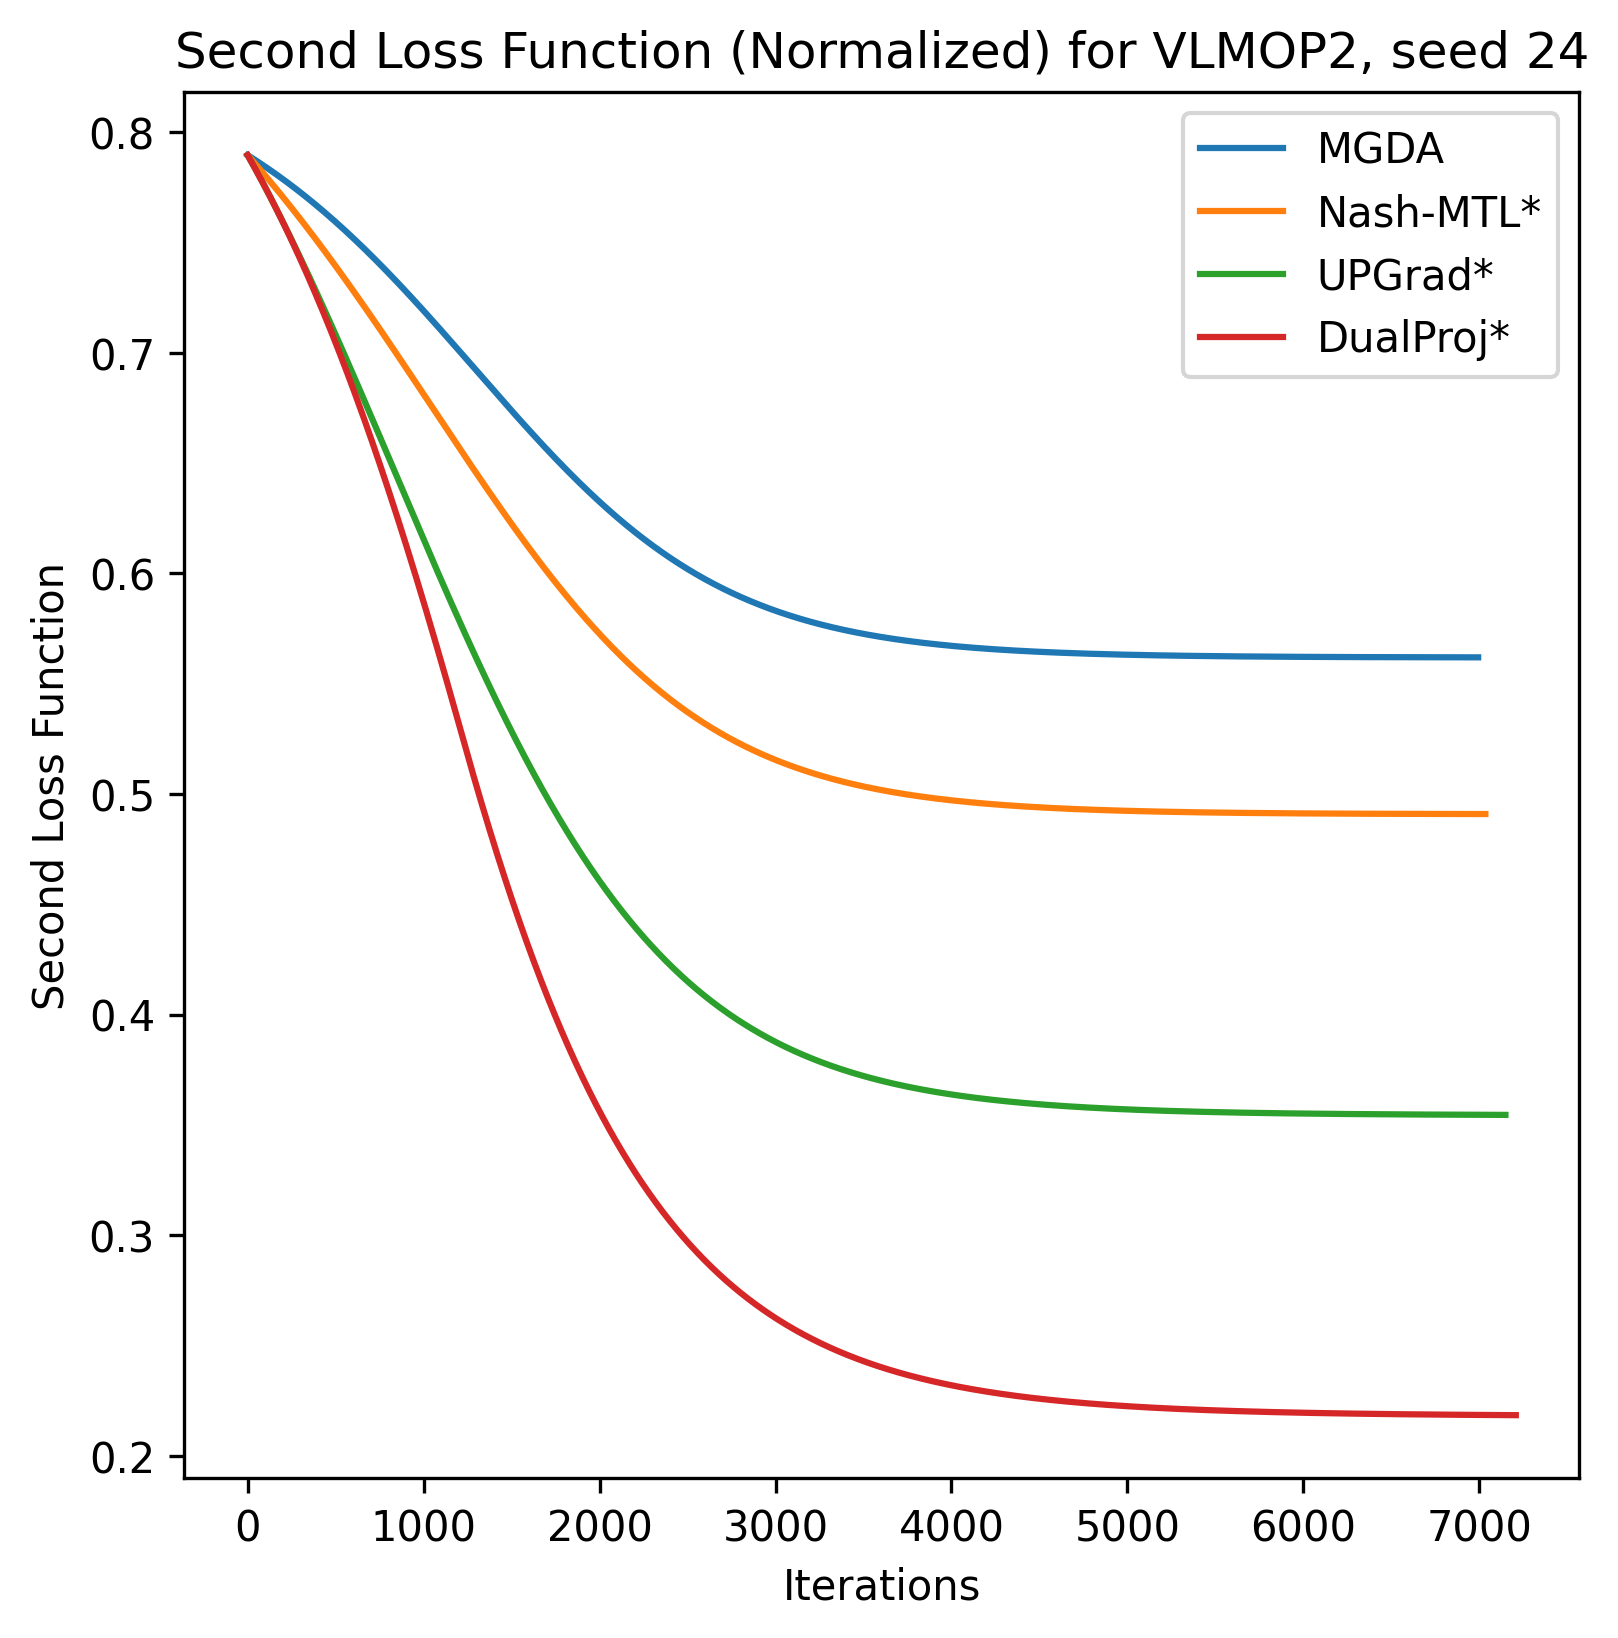 Second Loss Function (Normalized) for VLMOP2, seed 24
MGDA
Nash-MTL*
UPGrad*
DualProj*
Second Loss Function
0.8
0.7
0.6
0.5
0.4
0.3
0.2
0 1000 2000 3000 4000 5000 6000 7000
Iterations